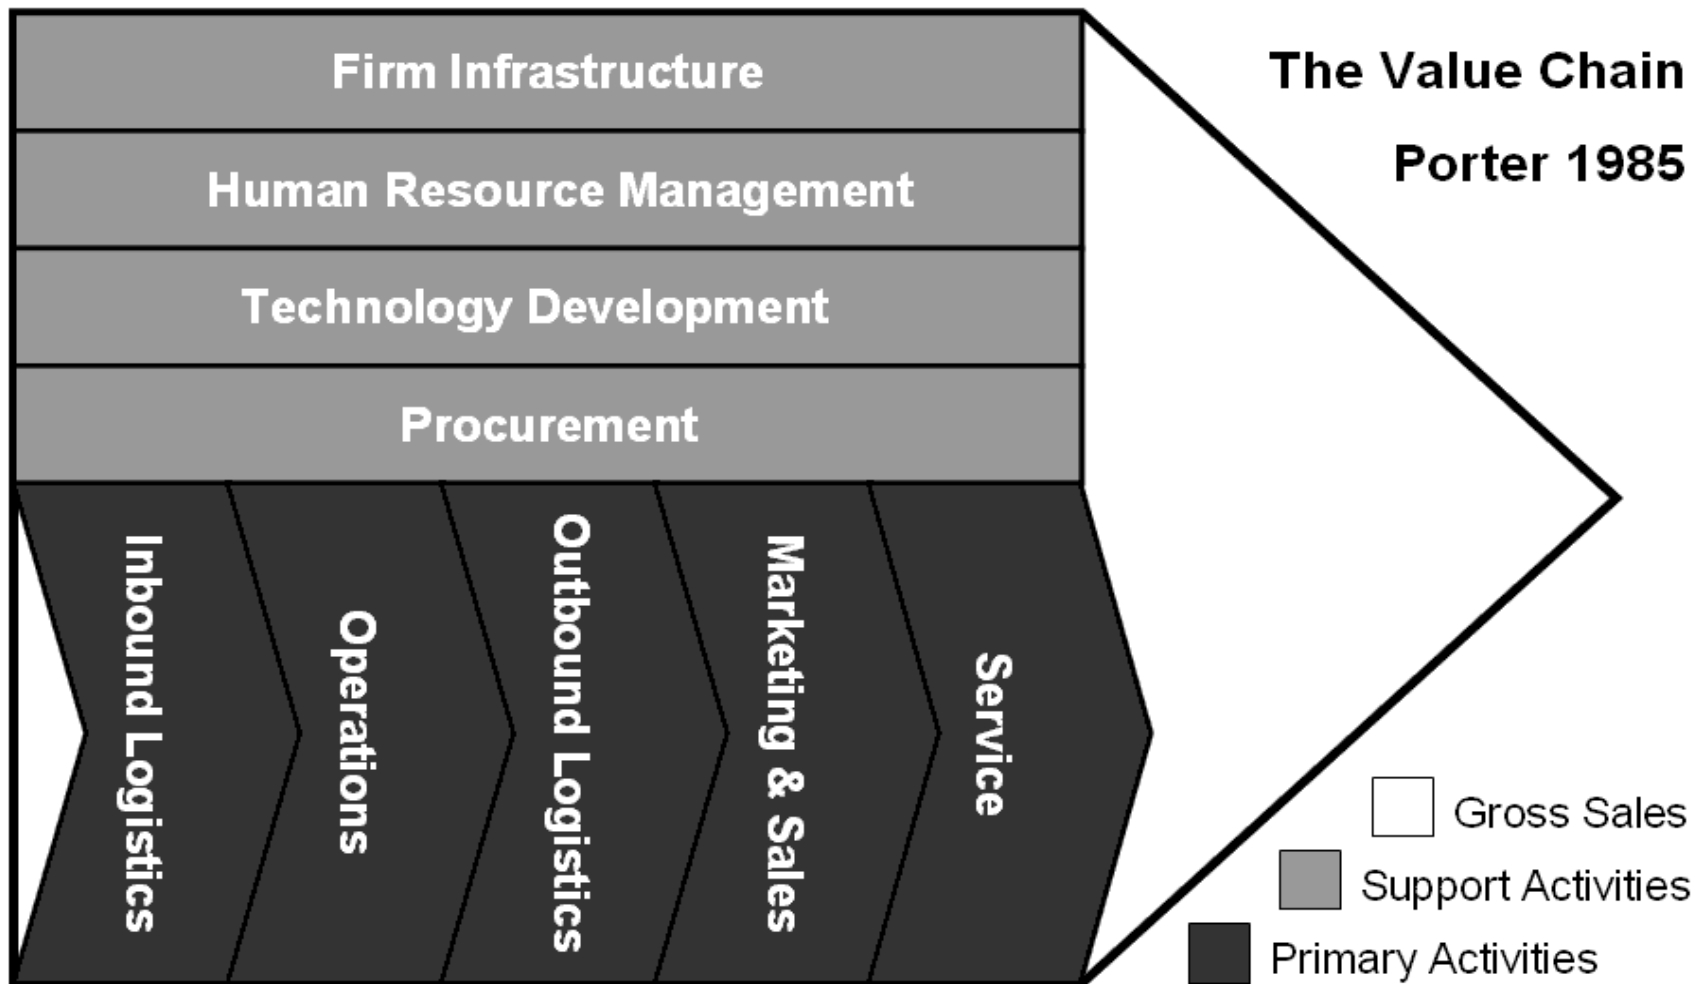 Firm Infrastructure
Human Resource Management
Technology Development
Procurement
Inbound Logistics
Operations
Outbound Logistics
Marketing & Sales
Service
The Value Chain
Porter 1985
Gross Sales
Support Activities
Primary Activities